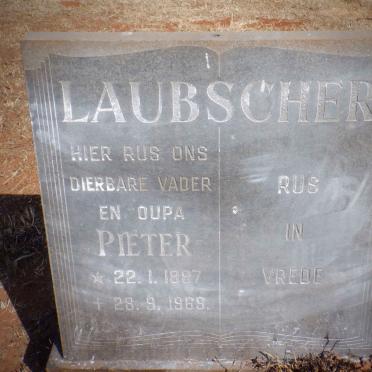 LAUBSCHER
HIER RUS ONS
DIERBARE VADER
EN OUPA
PIETER
* 22. 1. 1887
† 28. 9. 1969.
RUS
IN
VREDE